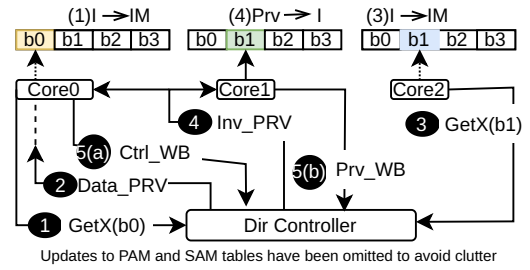 (1)I →IM
(4)Prv → I
(3)I →IM
b0 b1 b2 b3
b0 b1 b2 b3
b0 b1 b2 b3
Core0
Core1
Core2
4 Inv_PRV
3 GetX(b1)
5(a) Ctrl_WB
5(b) Prv_WB
2 Data_PRV
1 GetX(b0)
Dir Controller
Updates to PAM and SAM tables have been omitted to avoid clutter